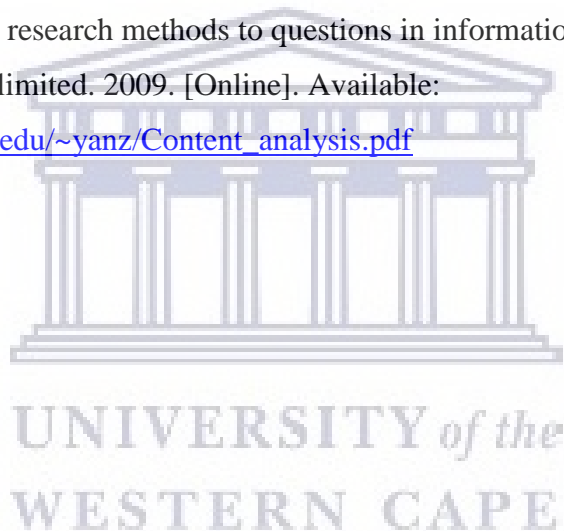 research methods to questions in informatio
limited. 2009. [Online]. Available:
edu/~yanz/Content_analysis.pdf
UNIVERSITY of the
WESTERN CAPE